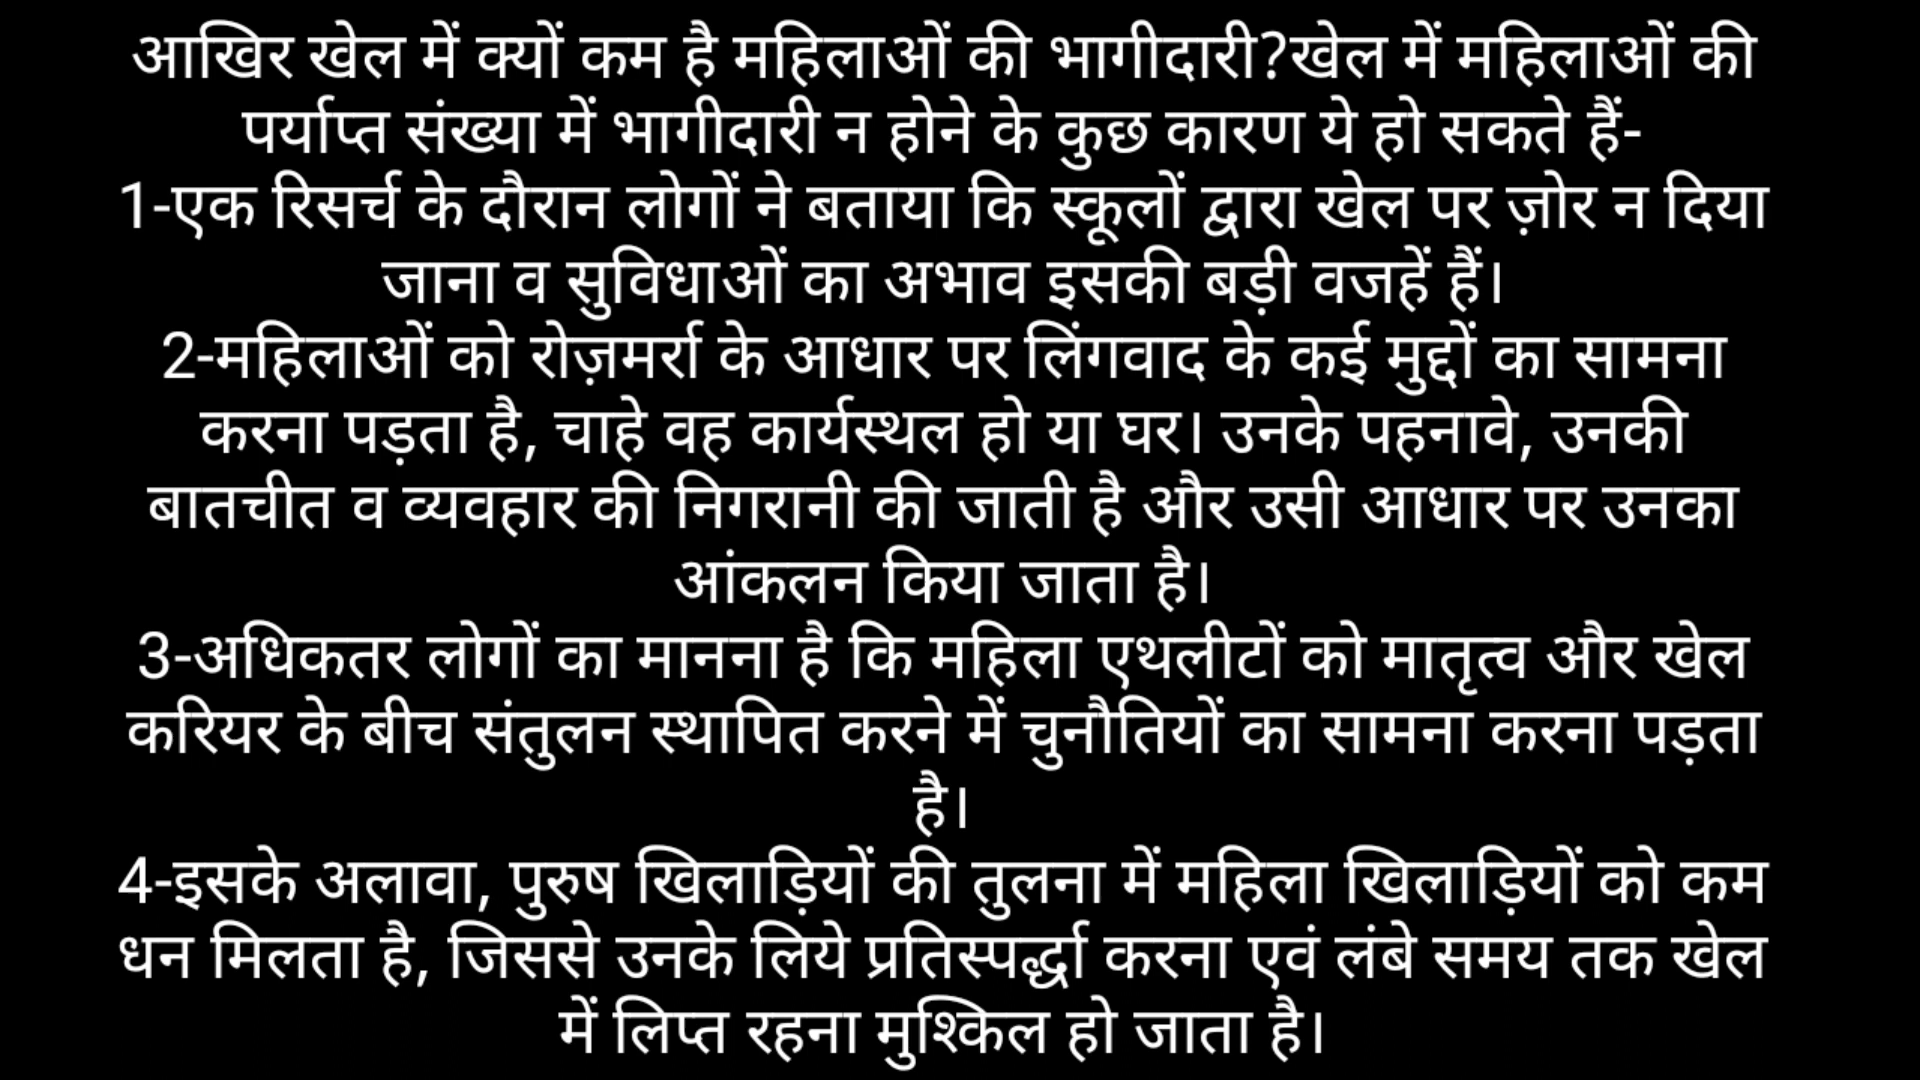 आखिर खेल में क्यों कम है महिलाओं की भागीदारी?खेल में महिलाओं की
पर्याप्त संख्या में भागीदारी न होने के कुछ कारण ये हो सकते हैं-
1-एक रिसर्च के दौरान लोगों ने बताया कि स्कूलों द्वारा खेल पर ज़ोर न दिया
जाना व सुविधाओं का अभाव इसकी बड़ी वजहें हैं।
2-महिलाओं को रोज़मर्रा के आधार पर लिंगवाद के कई मुद्दों का सामना
करना पड़ता है, चाहे वह कार्यस्थल हो या घर। उनके पहनावे, उनकी
बातचीत व व्यवहार की निगरानी की जाती है और उसी आधार पर उनका
आंकलन किया जाता है।
3-अधिकतर लोगों का मानना है कि महिला एथलीटों को मातृत्व और खेल
करियर के बीच संतुलन स्थापित करने में चुनौतियों का सामना करना पड़ता
है।
4-इसके अलावा, पुरुष खिलाड़ियों की तुलना में महिला खिलाड़ियों को कम
धन मिलता है, जिससे उनके लिये प्रतिस्पर्द्धा करना एवं लंबे समय तक खेल
में लिप्त रहना मुश्किल हो जाता है।